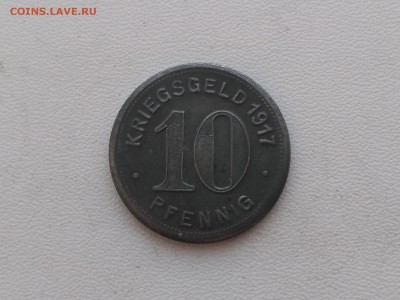 COINS.LAVE.RU
KRIEGSGELD 1917
10
PFENNIG